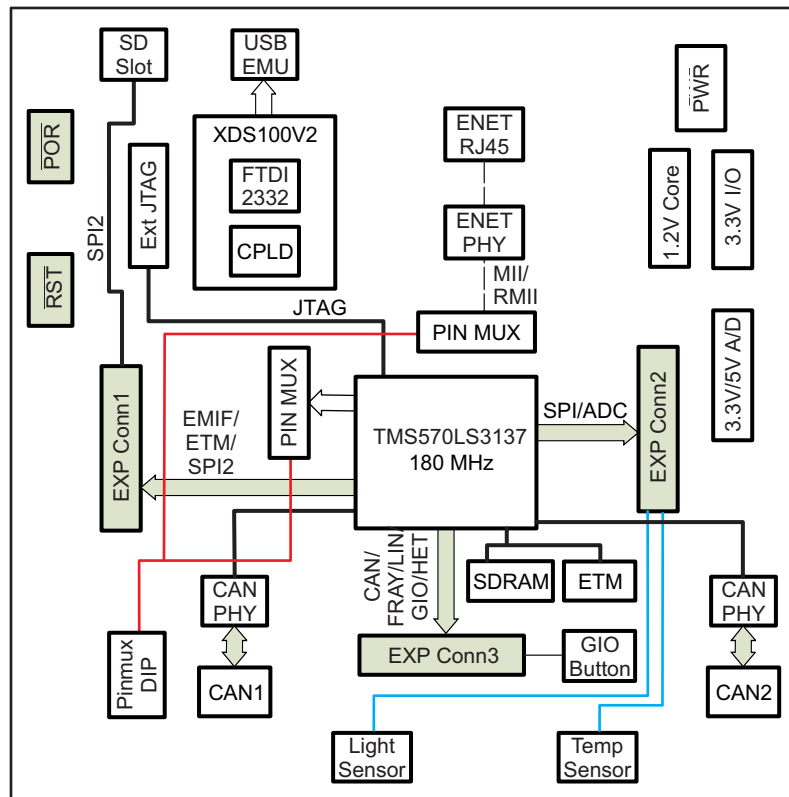 SD
Slot
USB
EMU
PWR
XDS100V2
FTDI
2332
CPLD
ENET
RJ45
ENET
PHY
MII/
RMII
PIN MUX
POR
RST
SPI2
Ext JTAG
JTAG
1.2V Core
3.3V I/O
3.3V/5V A/D
EXP Conn1
EMIF/
ETM/
SPI2
PIN MUX
TMS570LS3137
180 MHz
SPI/ADC
EXP Conn2
CAN/
FRAY/LIN/
GIO/HET
SDRAM
ETM
CAN
PHY
CAN1
Pinmux
DIP
EXP Conn3
GIO
Button
CAN
PHY
CAN2
Light
Sensor
Temp
Sensor